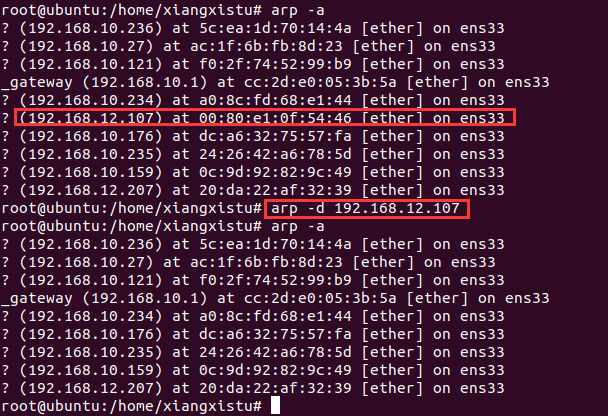 root@ubuntu:/home/xiangxistu# arp -a
? (192.168.10.236) at 5c:ea:1d:70:14:4a [ether] on ens33
? (192.168.10.27) at ac:1f:6b:fb:8d:23 [ether] on ens33
? (192.168.10.121) at f0:2f:74:52:99:b9 [ether] on ens33
_gateway (192.168.10.1) at cc:2d:e0:05:3b:5a [ether] on ens33
? (192.168.10.234) at a0:8c:fd:68:e1:44 [ether] on ens33
? (192.168.12.107) at 00:80:e1:0f:54:46 [ether] on ens33
? (192.168.10.176) at dc:a6:32:75:57:fa [ether] on ens33
? (192.168.10.235) at 24:26:42:a6:78:5d [ether] on ens33
? (192.168.10.159) at 0c:9d:92:82:9c:49 [ether] on ens33
? (192.168.12.207) at 20:da:22:af:32:39 [ether] on ens33
root@ubuntu:/home/xiangxistu# arp -d 192.168.12.107
root@ubuntu:/home/xiangxistu# arp -a
? (192.168.10.236) at 5c:ea:1d:70:14:4a [ether] on ens33
? (192.168.10.27) at ac:1f:6b:fb:8d:23 [ether] on ens33
? (192.168.10.121) at f0:2f:74:52:99:b9 [ether] on ens33
_gateway (192.168.10.1) at cc:2d:e0:05:3b:5a [ether] on ens33
? (192.168.10.234) at a0:8c:fd:68:e1:44 [ether] on ens33
? (192.168.10.176) at dc:a6:32:75:57:fa [ether] on ens33
? (192.168.10.235) at 24:26:42:a6:78:5d [ether] on ens33
? (192.168.10.159) at 0c:9d:92:82:9c:49 [ether] on ens33
? (192.168.12.207) at 20:da:22:af:32:39 [ether] on ens33
root@ubuntu:/home/xiangxistu#